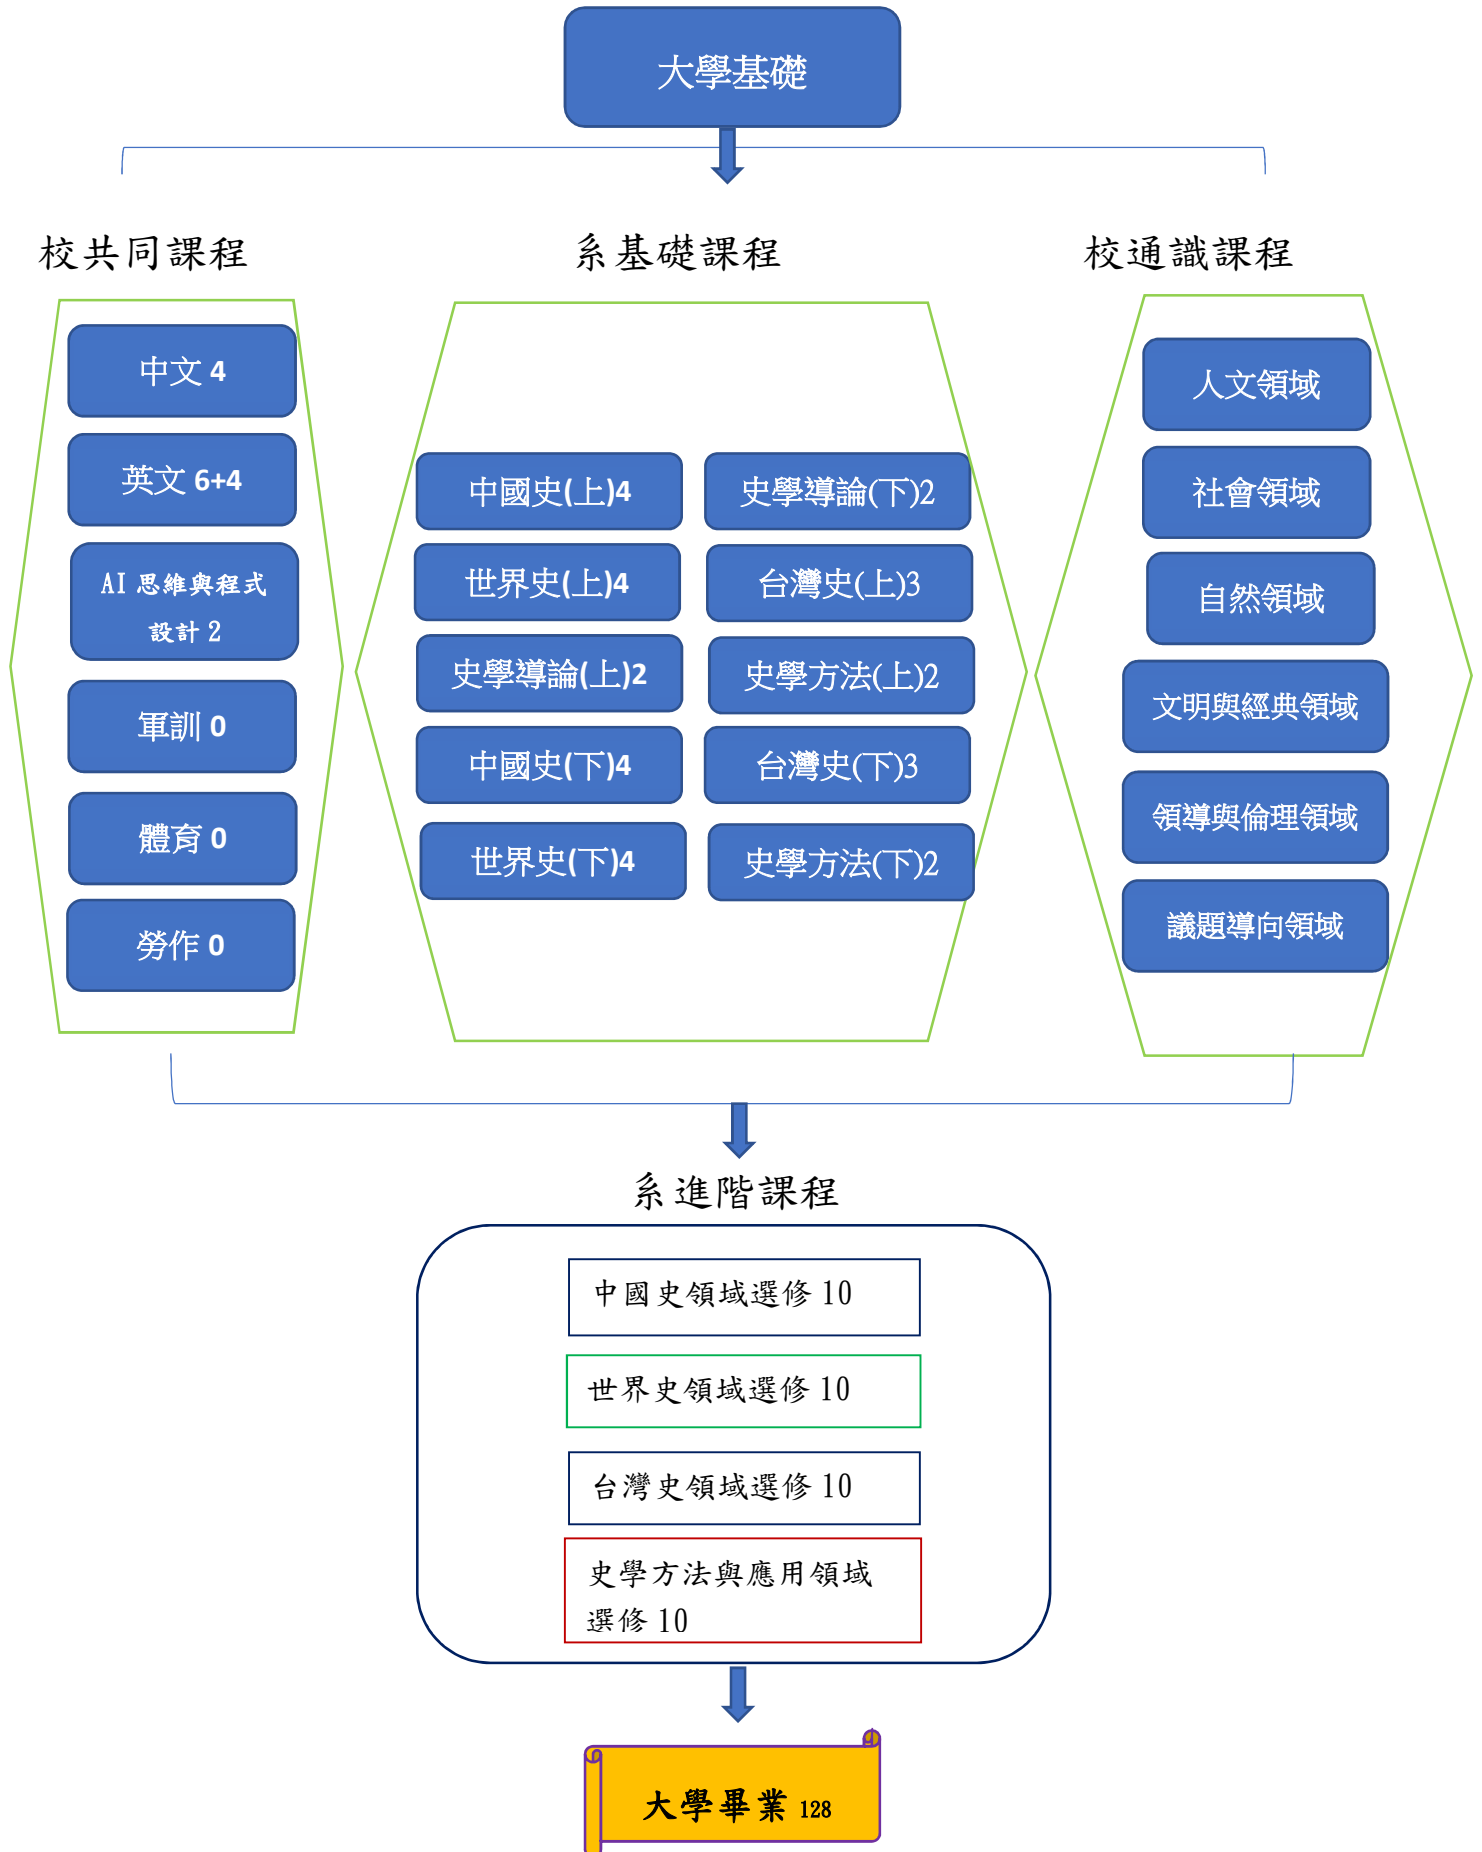 大學基礎
校共同課程
中文 4
英文 6+4
AI 思維與程式
設計 2
軍訓 0
體育 0
勞作 0
系基礎課程
中國史(上)4
史學導論(下)2
世界史(上)4
台灣史(上)3
史學導論(上)2
史學方法(上)2
中國史(下)4
台灣史(下)3
世界史(下)4
史學方法(下)2
校通識課程
人文領域
社會領域
自然領域
文明與經典領域
領導與倫理領域
議題導向領域
系進階課程
中國史領域選修 10
世界史領域選修 10
台灣史領域選修 10
史學方法與應用領域
選修 10
大學畢業 128